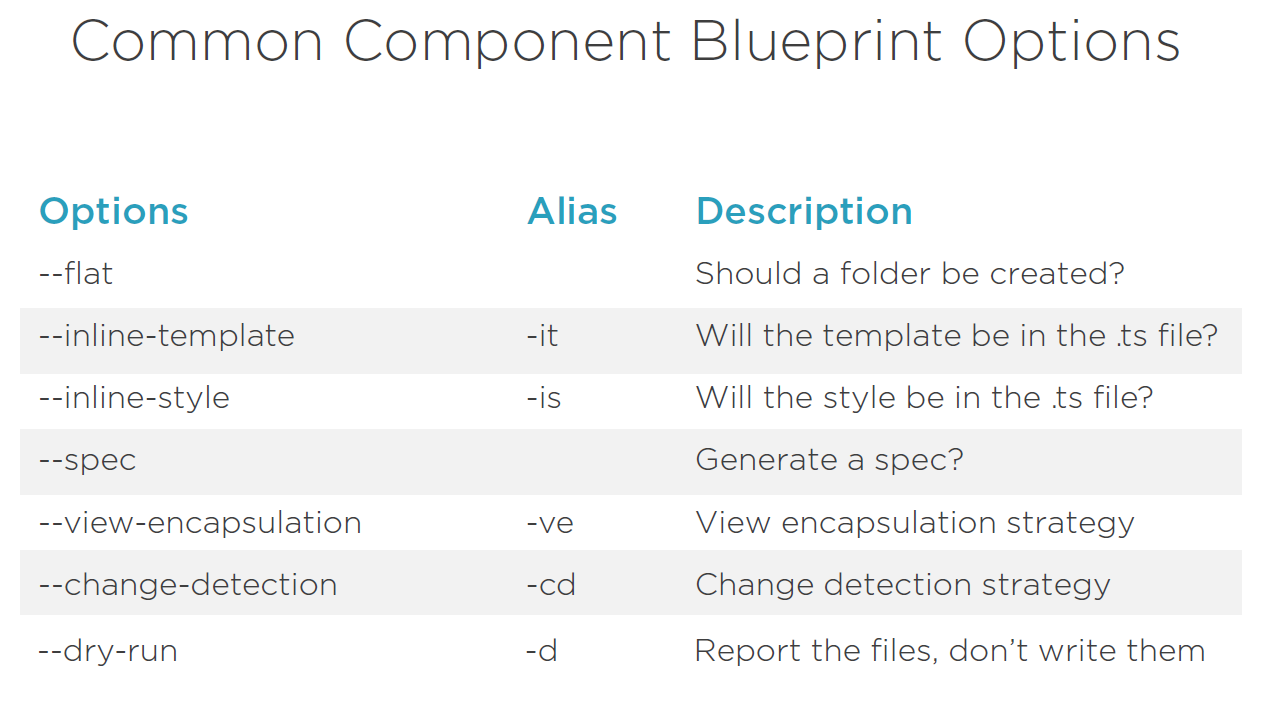 Common Component Blueprint Options
Options Alias Description
--flat Should a folder be created?
--inline-template -it Will the template be in the .ts file?
--inline-style -is Will the style be in the .ts file?
--spec Generate a spec?
--view-encapsulation -ve View encapsulation strategy
--change-detection -cd Change detection strategy
--dry-run -d Report the files, don’t write them